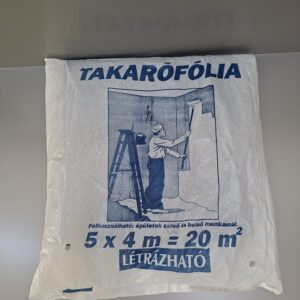 TAKARÓFÓLIA
Felhasználható: épületek külső és belső munkáinál.
5 x 4 m = 20 m²
LÉTRÁZHATÓ